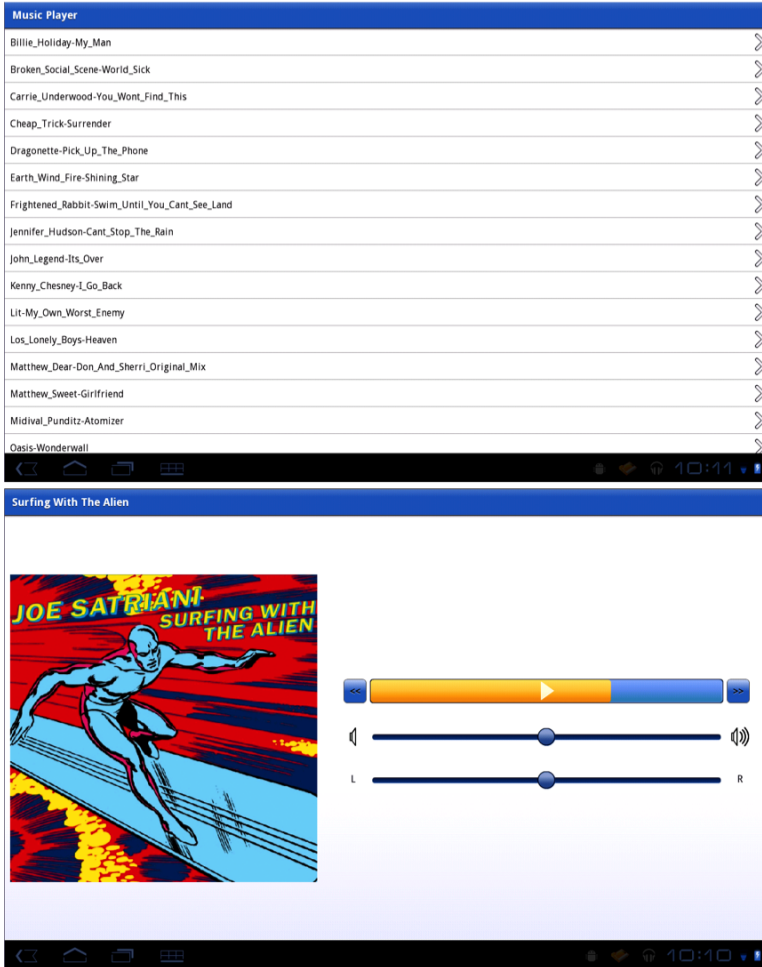 Music Player
Billie_Holiday-My_Man
Broken_Social_Scene-World_Sick
Carrie_Underwood-You_Wont_Find_This
Cheap_Trick-Surrender
Dragonette-Pick_Up_The_Phone
Earth_Wind_Fire-Shining_Star
Frightened_Rabbit-Swim_Until_You_Cant_See_Land
Jennifer_Hudson-Cant_Stop_The_Rain
John_Legend-Its_Over
Kenny_Chesney-I_Go_Back
Lit-My_Own_Worst_Enemy
Los_Lonely_Boys-Heaven
Matthew_Dear-Don_And_Sherri_Original_Mix
Matthew_Sweet-Girlfriend
Midival_Punditz-Atomizer
Oasis-Wonderwall
10:11
Surfing With The Alien
JOE SATRIANI
SURFING WITH
THE ALIEN
<< >>
L R
10:10